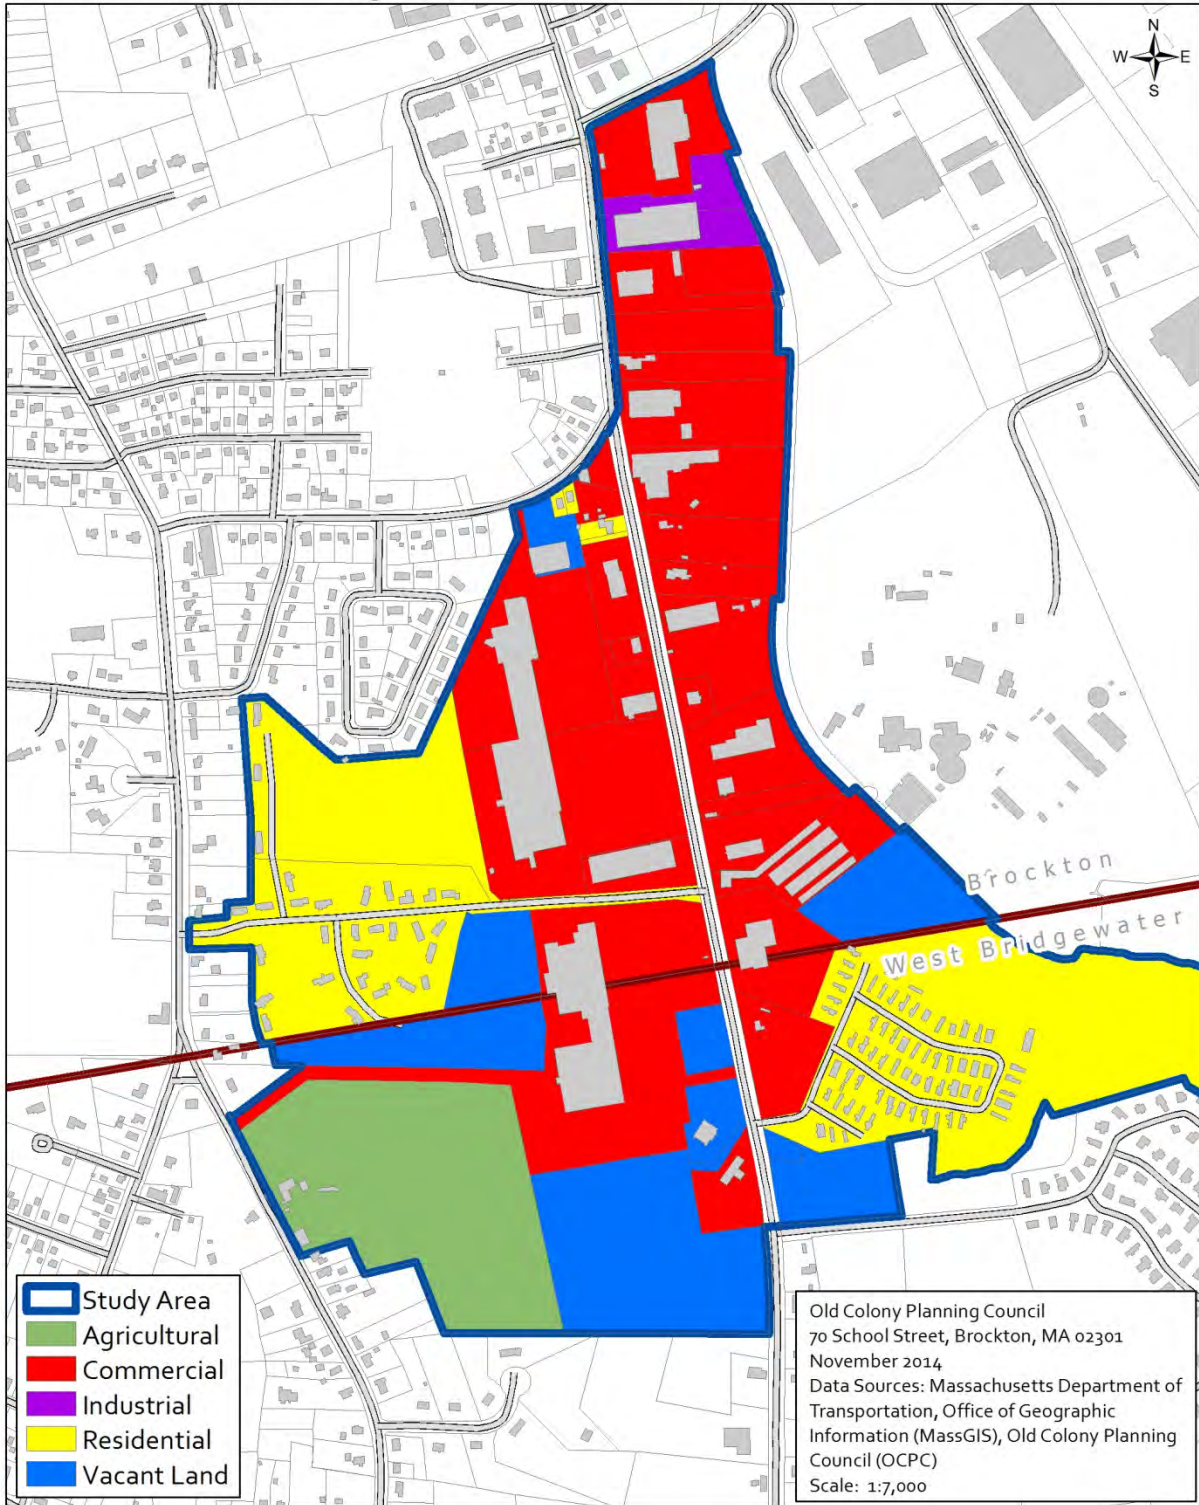 N
W E
S
Brockton
West Bridgewater
Study Area
Agricultural
Commercial
Industrial
Residential
Vacant Land
Old Colony Planning Council
70 School Street, Brockton, MA 02301
November 2014
Data Sources: Massachusetts Department of
Transportation, Office of Geographic
Information (MassGIS), Old Colony Planning
Council (OCPC)
Scale: 1:7,000